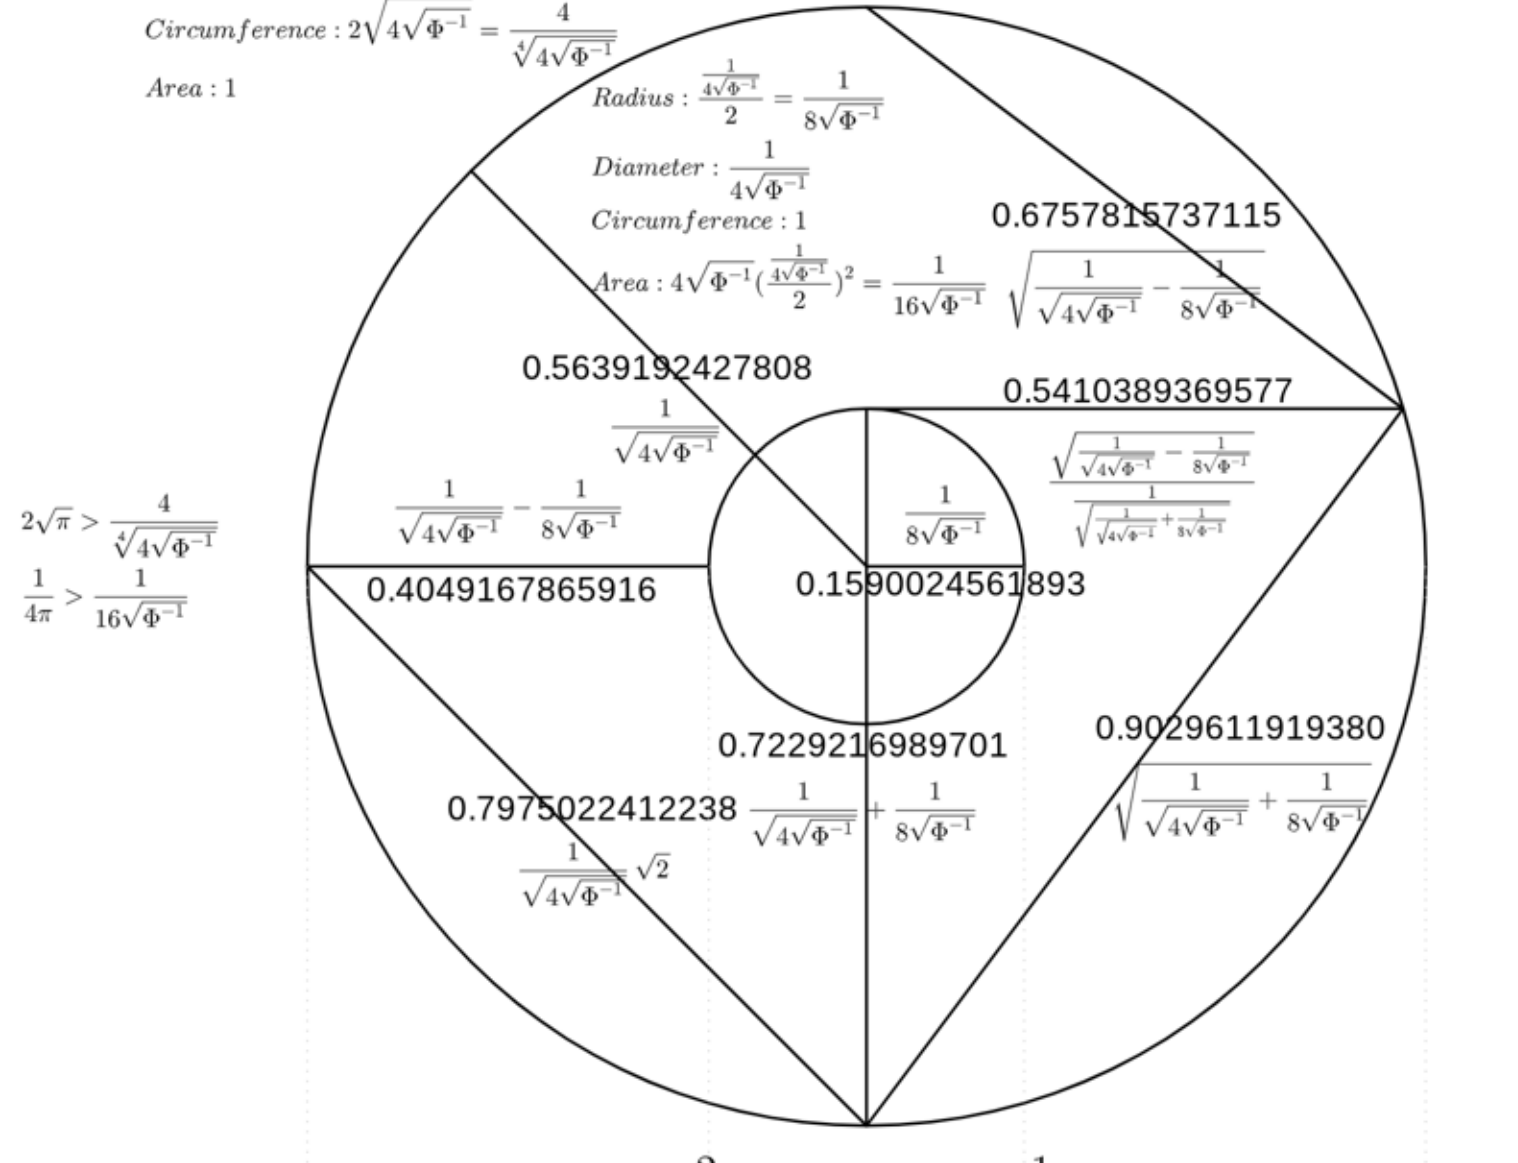 Circumference : 2√(4√(Φ⁻¹)) = 4/∜(4√(Φ⁻¹))
Area : 1
Radius : (1/(4√(Φ⁻¹)))/2 = 1/(8√(Φ⁻¹))
Diameter : 1/(4√(Φ⁻¹))
Circumference : 1
Area : 4√(Φ⁻¹)((1/(4√(Φ⁻¹)))/2)² = 1/(16√(Φ⁻¹))
0.6757815737115
√(1/√(4√(Φ⁻¹)) − 1/(8√(Φ⁻¹)))
0.5639192427808
1/√(4√(Φ⁻¹))
0.5410389369577
√(1/√(4√(Φ⁻¹)) − 1/(8√(Φ⁻¹)))/(1/√(1/√(4√(Φ⁻¹)) + 1/(8√(Φ⁻¹))))
1/√(4√(Φ⁻¹)) − 1/(8√(Φ⁻¹))
0.4049167865916
1/(8√(Φ⁻¹))
0.1590024561893
2√π > 4/∜(4√(Φ⁻¹))
1/(4π) > 1/(16√(Φ⁻¹))
0.7229216989701
1/√(4√(Φ⁻¹)) + 1/(8√(Φ⁻¹))
0.9029611919380
√(1/√(4√(Φ⁻¹)) + 1/(8√(Φ⁻¹)))
0.7975022412238
1/√(4√(Φ⁻¹)) √2